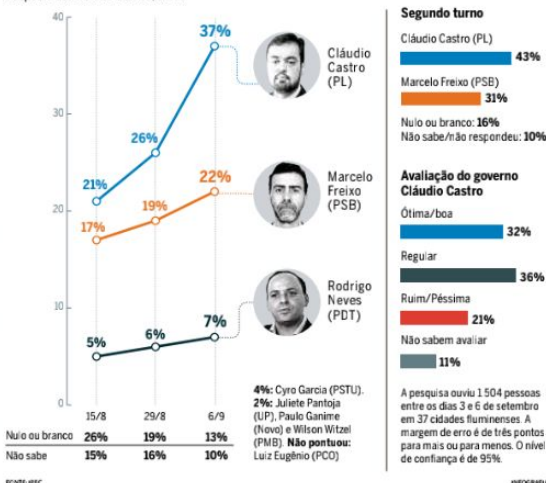 40
30
20
10
0
37%
26%
21%
22%
19%
17%
7%
6%
5%
Cláudio
Castro
(PL)
Marcelo
Freixo
(PSB)
Rodrigo
Neves
(PDT)
15/8 29/8 6/9
Nulo ou branco 26% 19% 13%
Não sabe 15% 16% 10%
4%: Cyro Garcia (PSTU).
2%: Juliete Pantoja
(UP), Paulo Ganime
(Novo) e Wilson Witzel
(PMB). Não pontuou:
Luiz Eugênio (PCO)
Segundo turno
Cláudio Castro (PL)
43%
Marcelo Freixo (PSB)
31%
Nulo ou branco: 16%
Não sabe/não respondeu: 10%
Avaliação do governo
Cláudio Castro
Ótima/boa
32%
Regular
36%
Ruim/Péssima
21%
Não sabem avaliar
11%
A pesquisa ouviu 1504 pessoas
entre os dias 3 e 6 de setembro
em 37 cidades fluminenses. A
margem de erro é de três pontos
para mais ou para menos. O nível
de confiança é de 95%.